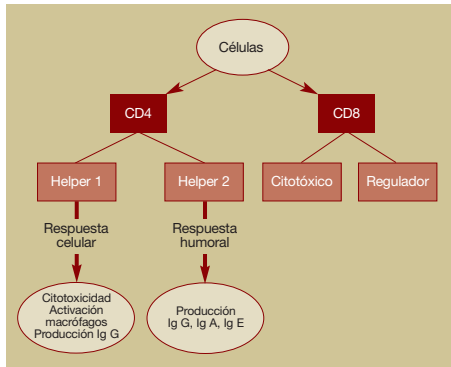 Células
CD4
CD8
Helper 1
Helper 2
Citotóxico
Regulador
Respuesta
celular
Respuesta
humoral
Citotoxicidad
Activación
macrófagos
Producción Ig G
Producción
Ig G, Ig A, Ig E